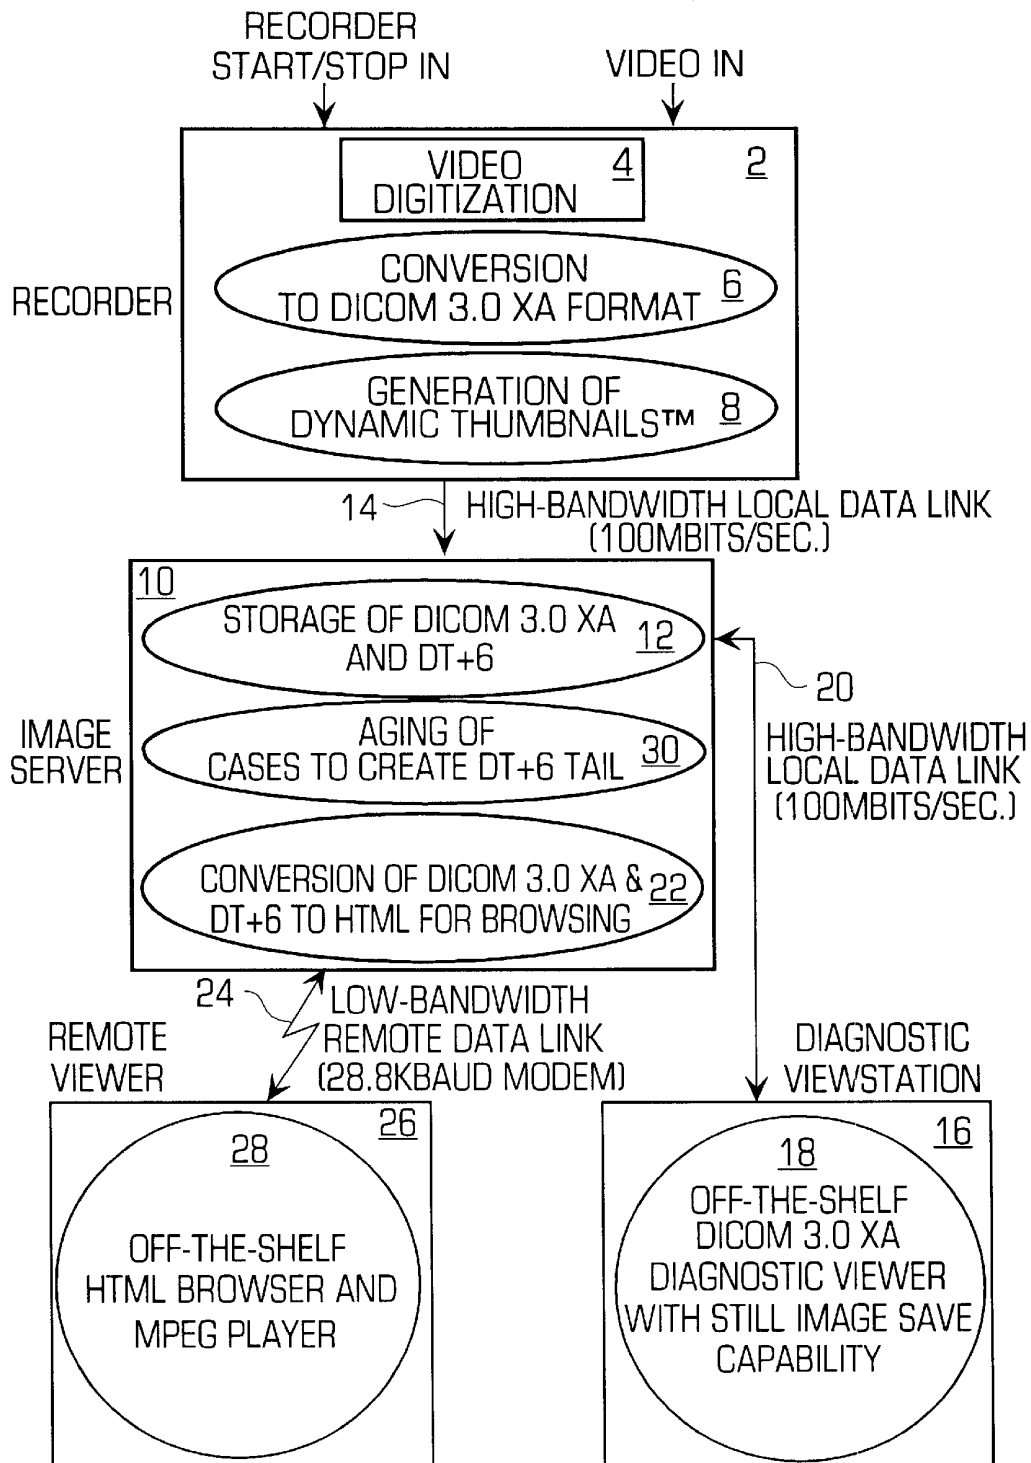 RECORDER
START/STOP IN
VIDEO IN
VIDEO
DIGITIZATION
4
2
CONVERSION
TO DICOM 3.0 XA FORMAT
6
RECORDER
GENERATION OF
DYNAMIC THUMBNAILS™
8
14
HIGH-BANDWIDTH LOCAL DATA LINK
(100MBITS/SEC.)
10
STORAGE OF DICOM 3.0 XA
AND DT+6
12
20
HIGH-BANDWIDTH
LOCAL DATA LINK
(100MBITS/SEC.)
IMAGE
SERVER
AGING OF
CASES TO CREATE DT+6 TAIL
30
CONVERSION OF DICOM 3.0 XA &
DT+6 TO HTML FOR BROWSING
22
24
LOW-BANDWIDTH
REMOTE DATA LINK
(28.8KBAUD MODEM)
REMOTE
VIEWER
DIAGNOSTIC
VIEWSTATION
26
28
OFF-THE-SHELF
HTML BROWSER AND
MPEG PLAYER
16
18
OFF-THE-SHELF
DICOM 3.0 XA
DIAGNOSTIC VIEWER
WITH STILL IMAGE SAVE
CAPABILITY